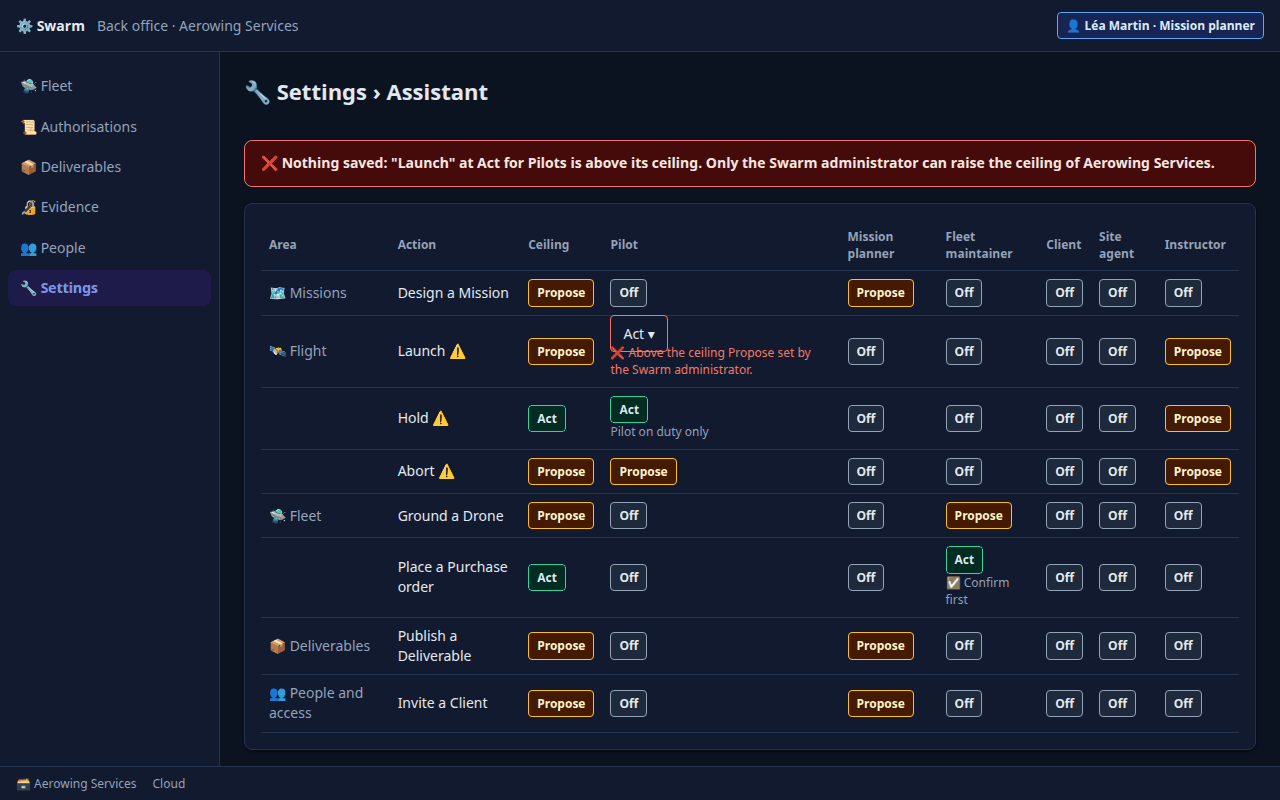 ⚙️ Swarm Back office · Aerowing Services
👤 Léa Martin · Mission planner
🛸 Fleet
📜 Authorisations
📦 Deliverables
🔏 Evidence
👥 People
🔧 Settings
🔧 Settings › Assistant
❌ Nothing saved: "Launch" at Act for Pilots is above its ceiling. Only the Swarm administrator can raise the ceiling of Aerowing Services.
Area Action Ceiling Pilot Mission planner Fleet maintainer Client Site agent Instructor
🗺️ Missions Design a Mission Propose Off Propose Off Off Off Off
🛰️ Flight Launch ⚠️ Propose Act ▾ Off Off Off Off Propose
❌ Above the ceiling Propose set by
the Swarm administrator.
Hold ⚠️ Act Act Off Off Off Off Propose
Pilot on duty only
Abort ⚠️ Propose Propose Off Off Off Off Propose
🛸 Fleet Ground a Drone Propose Off Off Propose Off Off Off
Place a Purchase order Act Off Off Act Off Off Off
☑️ Confirm first
📦 Deliverables Publish a Deliverable Propose Off Propose Off Off Off Off
👥 People and access Invite a Client Propose Off Propose Off Off Off Off
🗃️ Aerowing Services Cloud